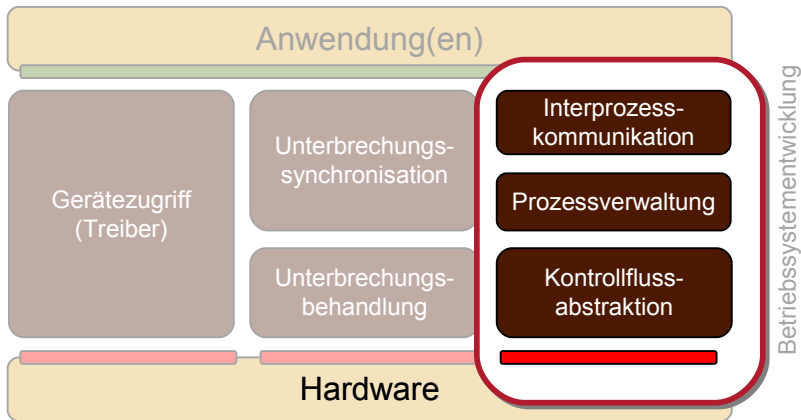 Anwendung(en)
Gerätezugriff
(Treiber)
Unterbrechungs-
synchronisation
Unterbrechungs-
behandlung
Interprozess-
kommunikation
Prozessverwaltung
Kontrollfluss-
abstraktion
Hardware
Betriebssystementwicklung